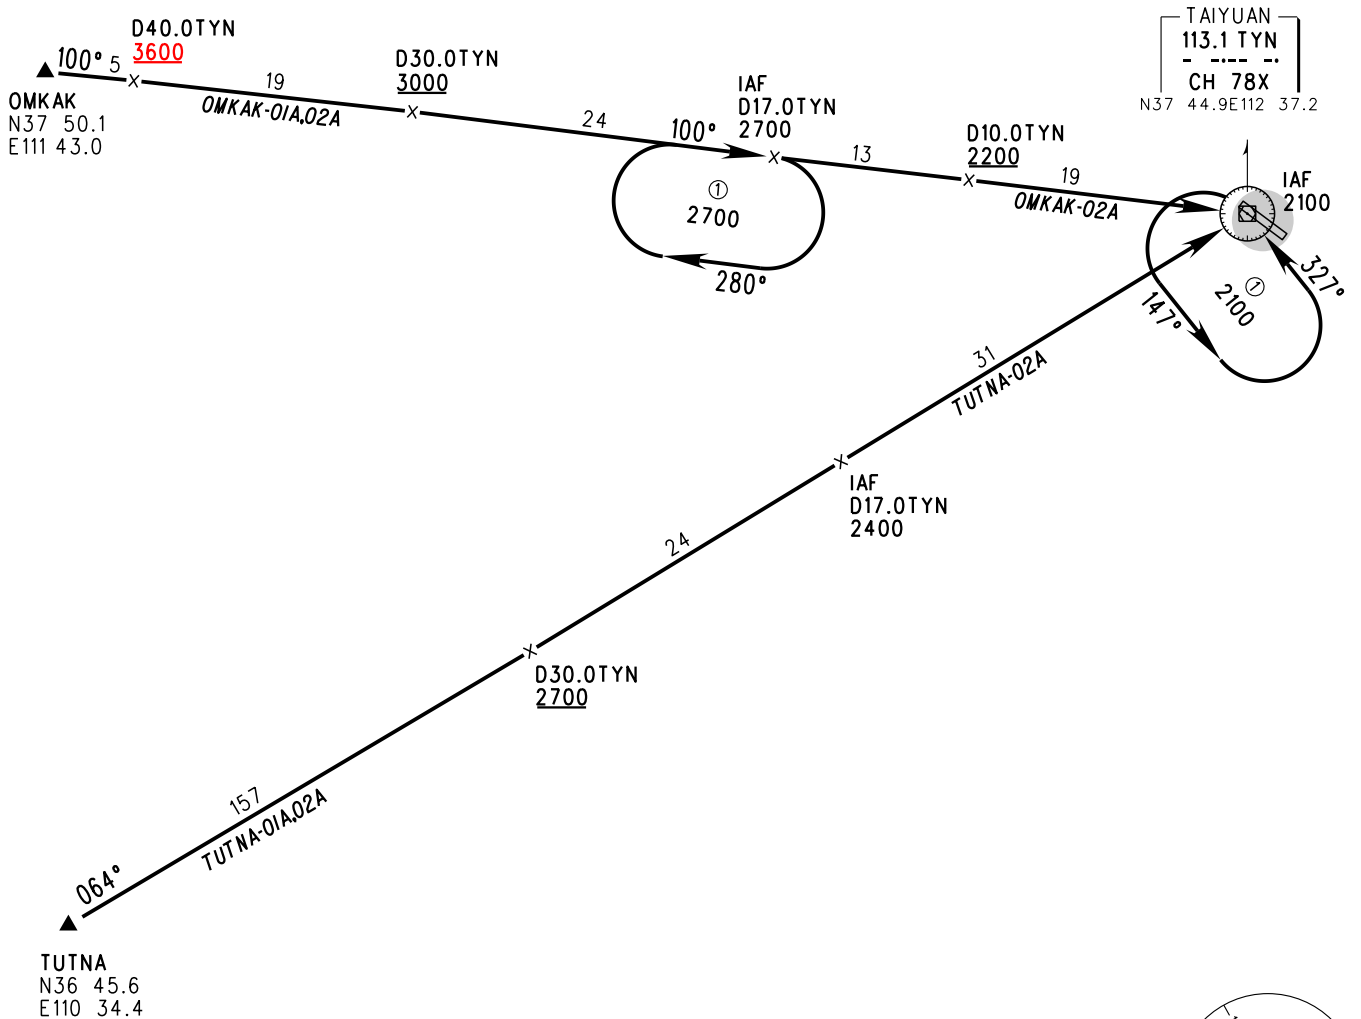 TAIYUAN
113.1 TYN
CH 78X
N37 44.9E112 37.2
D40.0TYN
3600
100°
5
19
OMKAK-01A,02A
D30.0TYN
3000
OMKAK
N37 50.1
E111 43.0
24
100°
IAF
D17.0TYN
2700
13
D10.0TYN
2200
19
OMKAK-02A
IAF
2100
1
2700
280°
327°
1
2100
147°
31
TUTNA-02A
IAF
D17.0TYN
2400
24
D30.0TYN
2700
157
TUTNA-01A,02A
064°
TUTNA
N36 45.6
E110 34.4